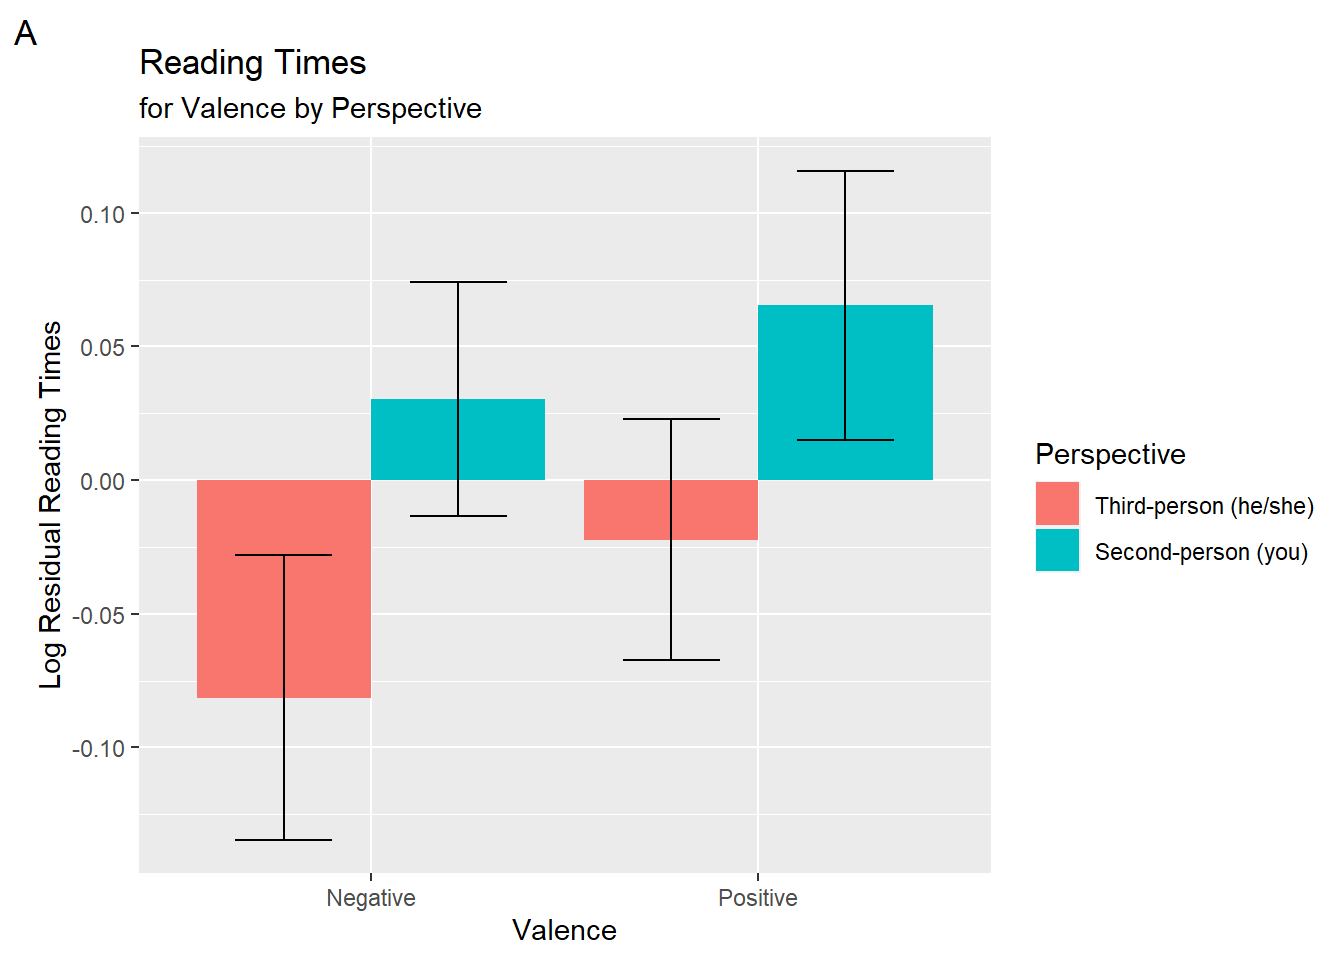 A
Reading Times
for Valence by Perspective
Log Residual Reading Times
0.10
0.05
0.00
-0.05
-0.10
Negative
Positive
Valence
Perspective
Third-person (he/she)
Second-person (you)